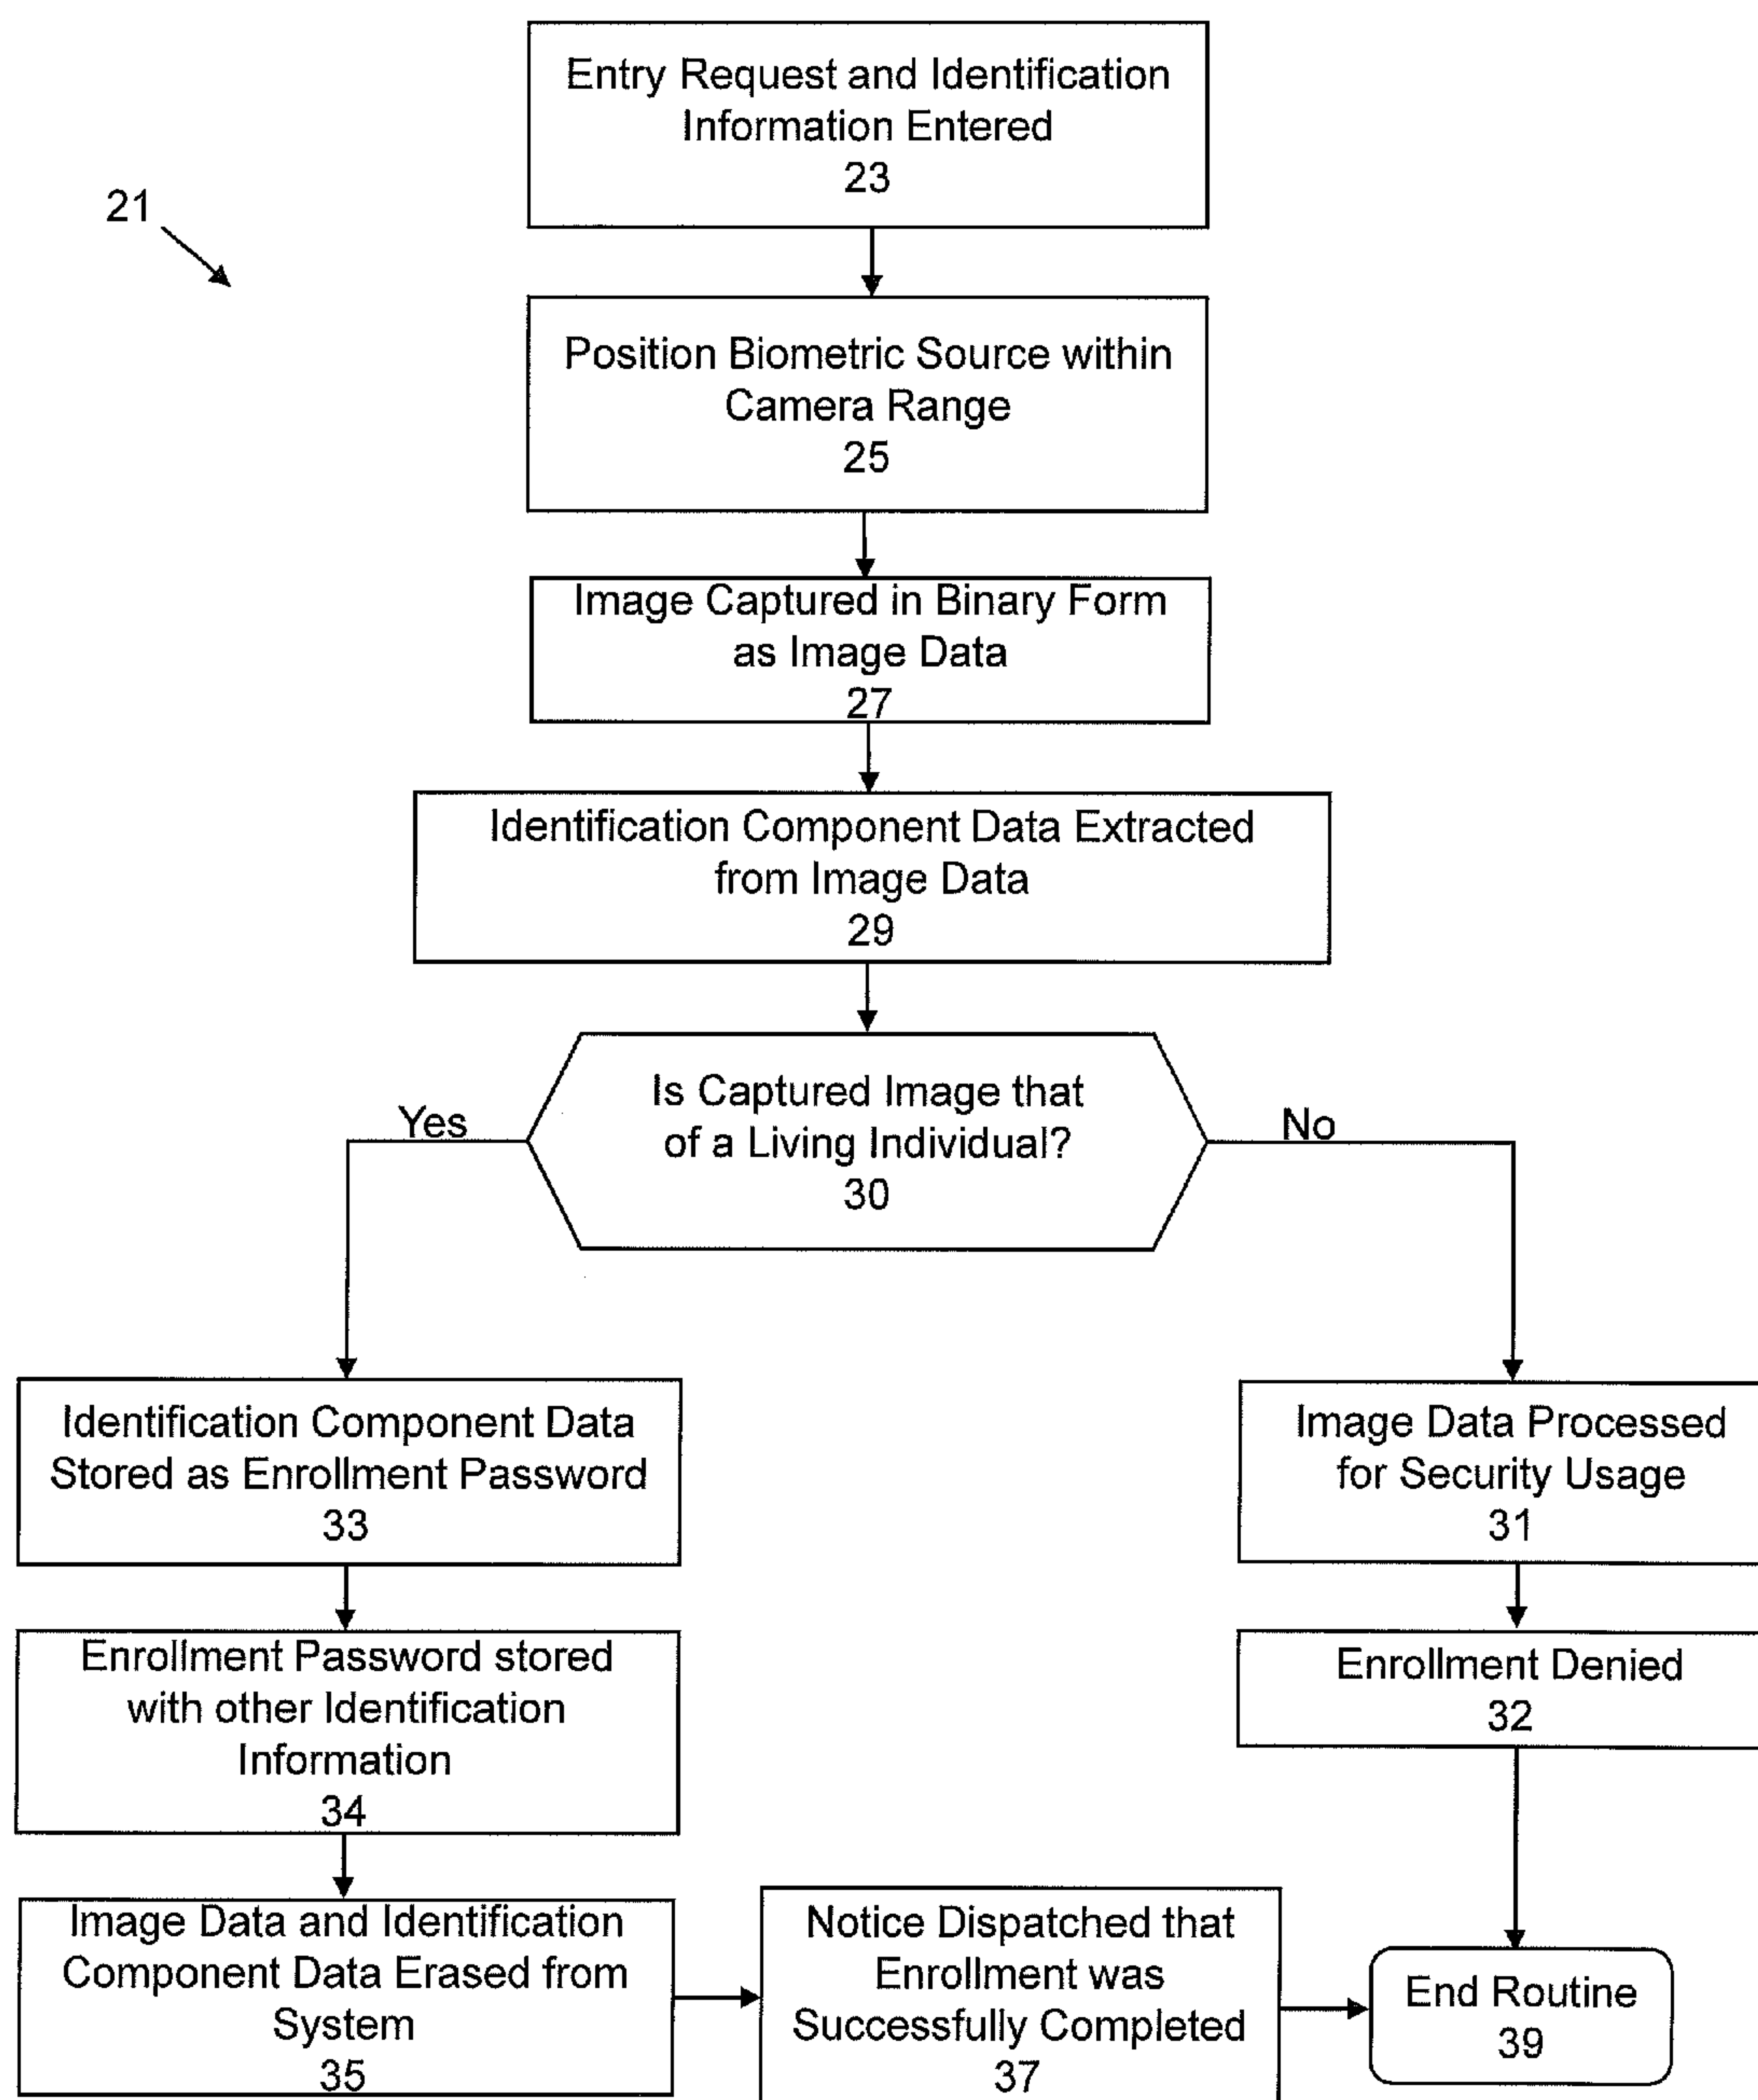 Entry Request and Identification
Information Entered
23
21
Position Biometric Source within
Camera Range
25
Image Captured in Binary Form
as Image Data
27
Identification Component Data Extracted
from Image Data
29
Is Captured Image that
of a Living Individual?
30
Yes
No
Identification Component Data
Stored as Enrollment Password
33
Image Data Processed
for Security Usage
31
Enrollment Password stored
with other Identification
Information
34
Enrollment Denied
32
Image Data and Identification
Component Data Erased from
System
35
Notice Dispatched that
Enrollment was
Successfully Completed
37
End Routine
39